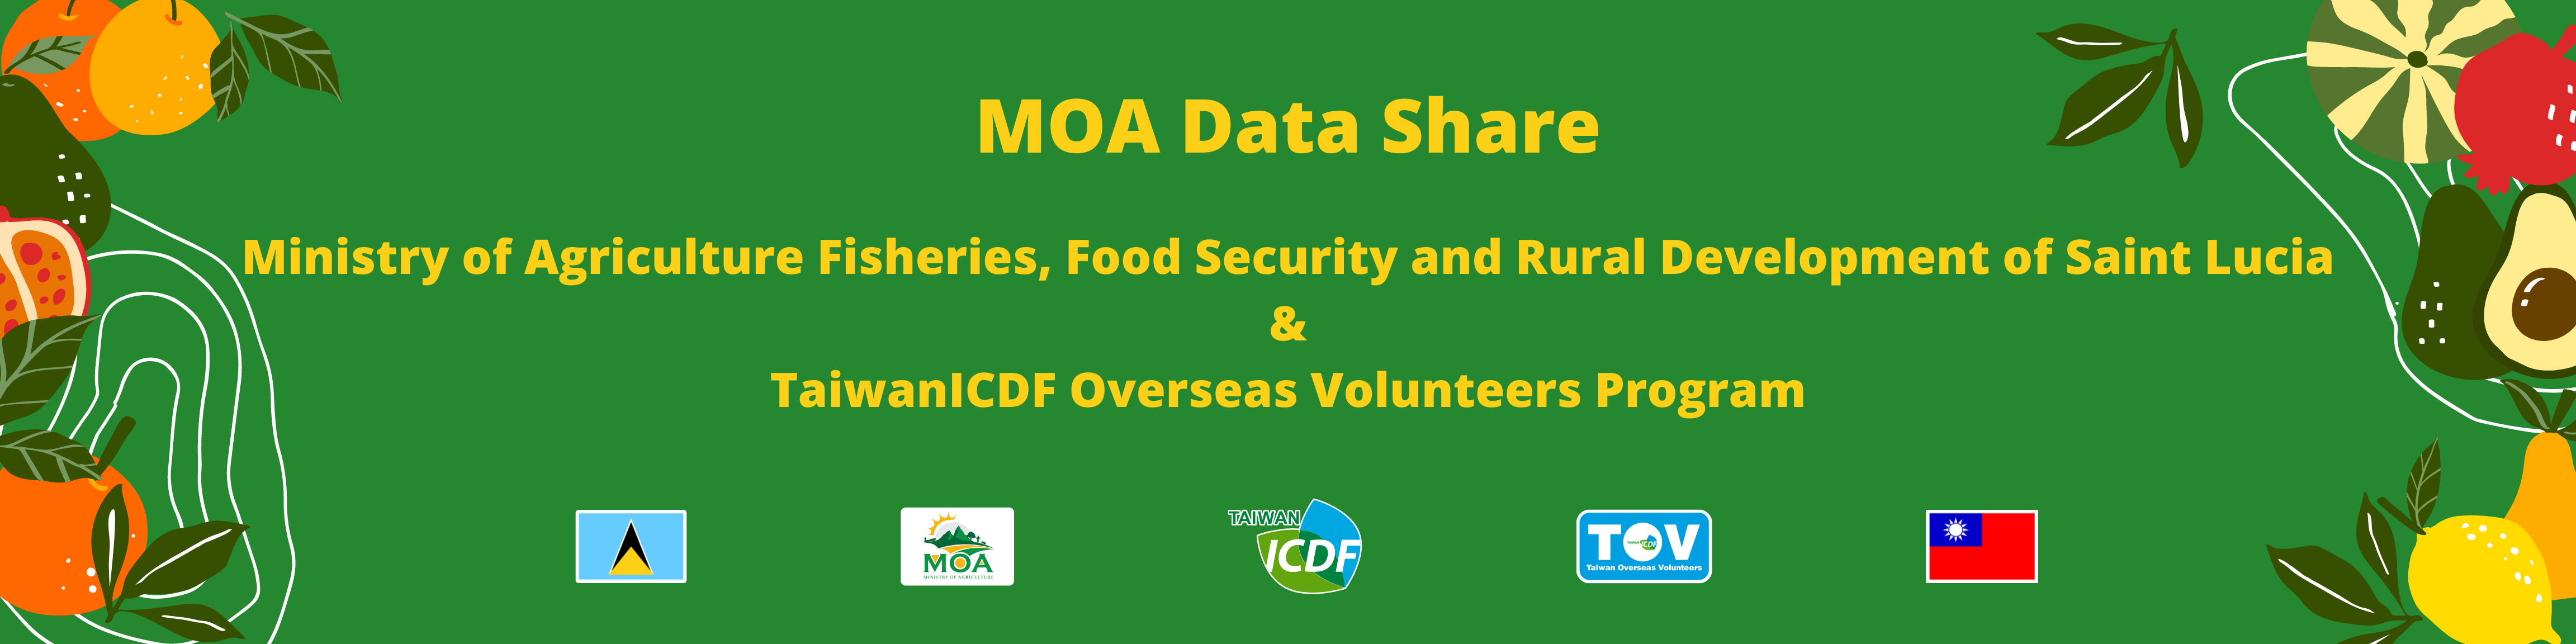 MOA Data Share
Ministry of Agriculture Fisheries, Food Security and Rural Development of Saint Lucia
&
TaiwanICDF Overseas Volunteers Program
MOA
MINISTRY OF AGRICULTURE
TAIWAN
ICDF
TOV
Taiwan Overseas Volunteers